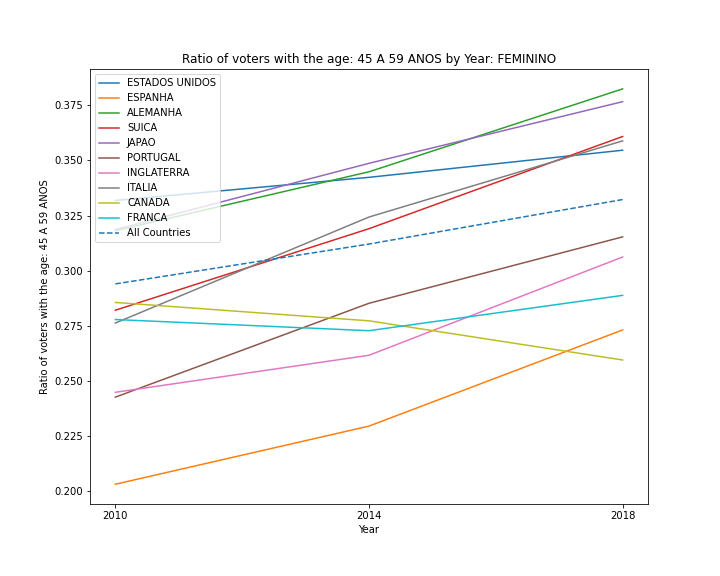 Ratio of voters with the age: 45 A 59 ANOS by Year: FEMININO
ESTADOS UNIDOS
ESPANHA
ALEMANHA
SUICA
JAPAO
PORTUGAL
INGLATERRA
ITALIA
CANADA
FRANCA
All Countries
Ratio of voters with the age: 45 A 59 ANOS
0.375
0.350
0.325
0.300
0.275
0.250
0.225
0.200
2010 2014 2018
Year